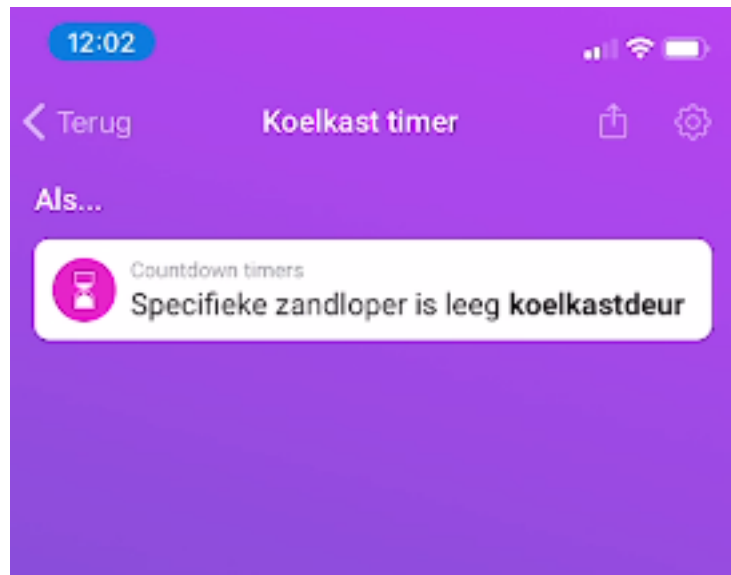 12:02
Terug
Koelkast timer
Als...
Countdown timers
Specifieke zandloper is leeg koelkastdeur